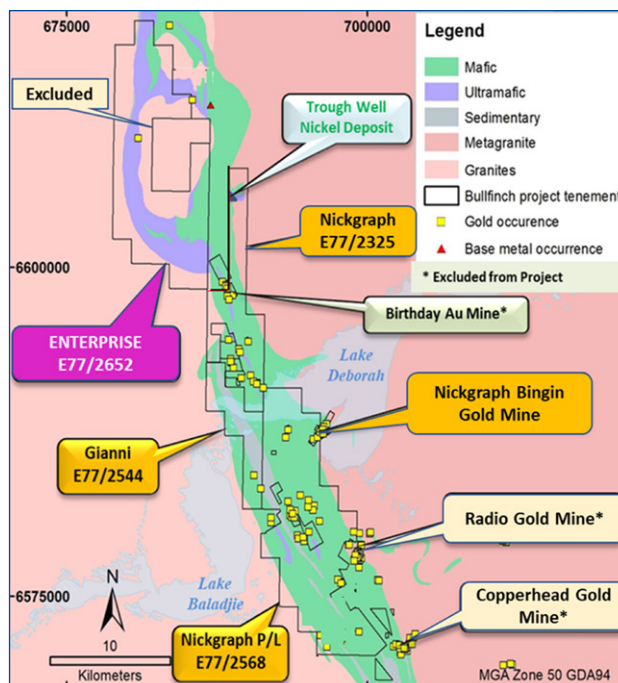 675000
700000
Legend
Mafic
Ultramafic
Sedimentary
Metagranite
Granites
Bullfinch project tenement
Gold occurence
Base metal occurrence
* Excluded from Project
Excluded
Trough Well
Nickel Deposit
Nickgraph
E77/2325
6600000
Birthday Au Mine*
ENTERPRISE
E77/2652
Lake
Deborah
Nickgraph Bingin
Gold Mine
Gianni
E77/2544
Radio Gold Mine*
6575000
N
Lake
Baladjie
Copperhead Gold
Mine*
10
Kilometers
Nickgraph P/L
E77/2568
MGA Zone 50 GDA94